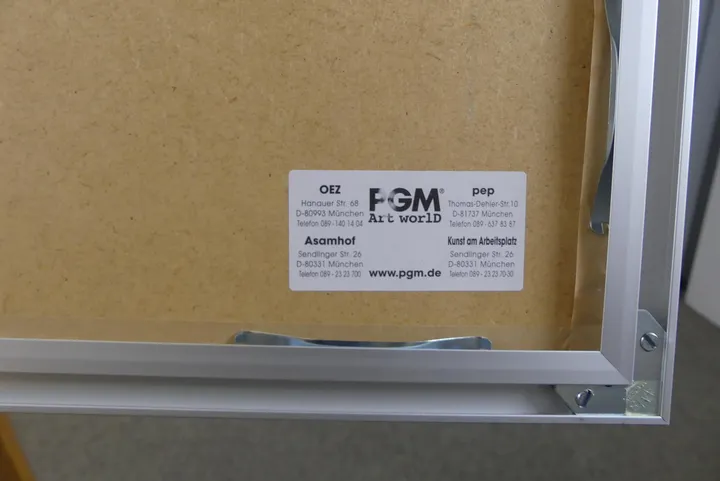 OEZ
Hanauer Str. 68
D-80993 München
Telefon 089-140 14 04
PGM®
Art worlD
pep
Thomas-Dehler-Str.10
D-81737 München
Telefon 089 - 637 83 87
Asamhof
Sendlinger Str. 26
D-80331 München
Telefon 089 - 23 23 700
www.pgm.de
Kunst am Arbeitsplatz
Sendlinger Str. 26
D-80331 München
Telefon 089 - 23 23 70-30